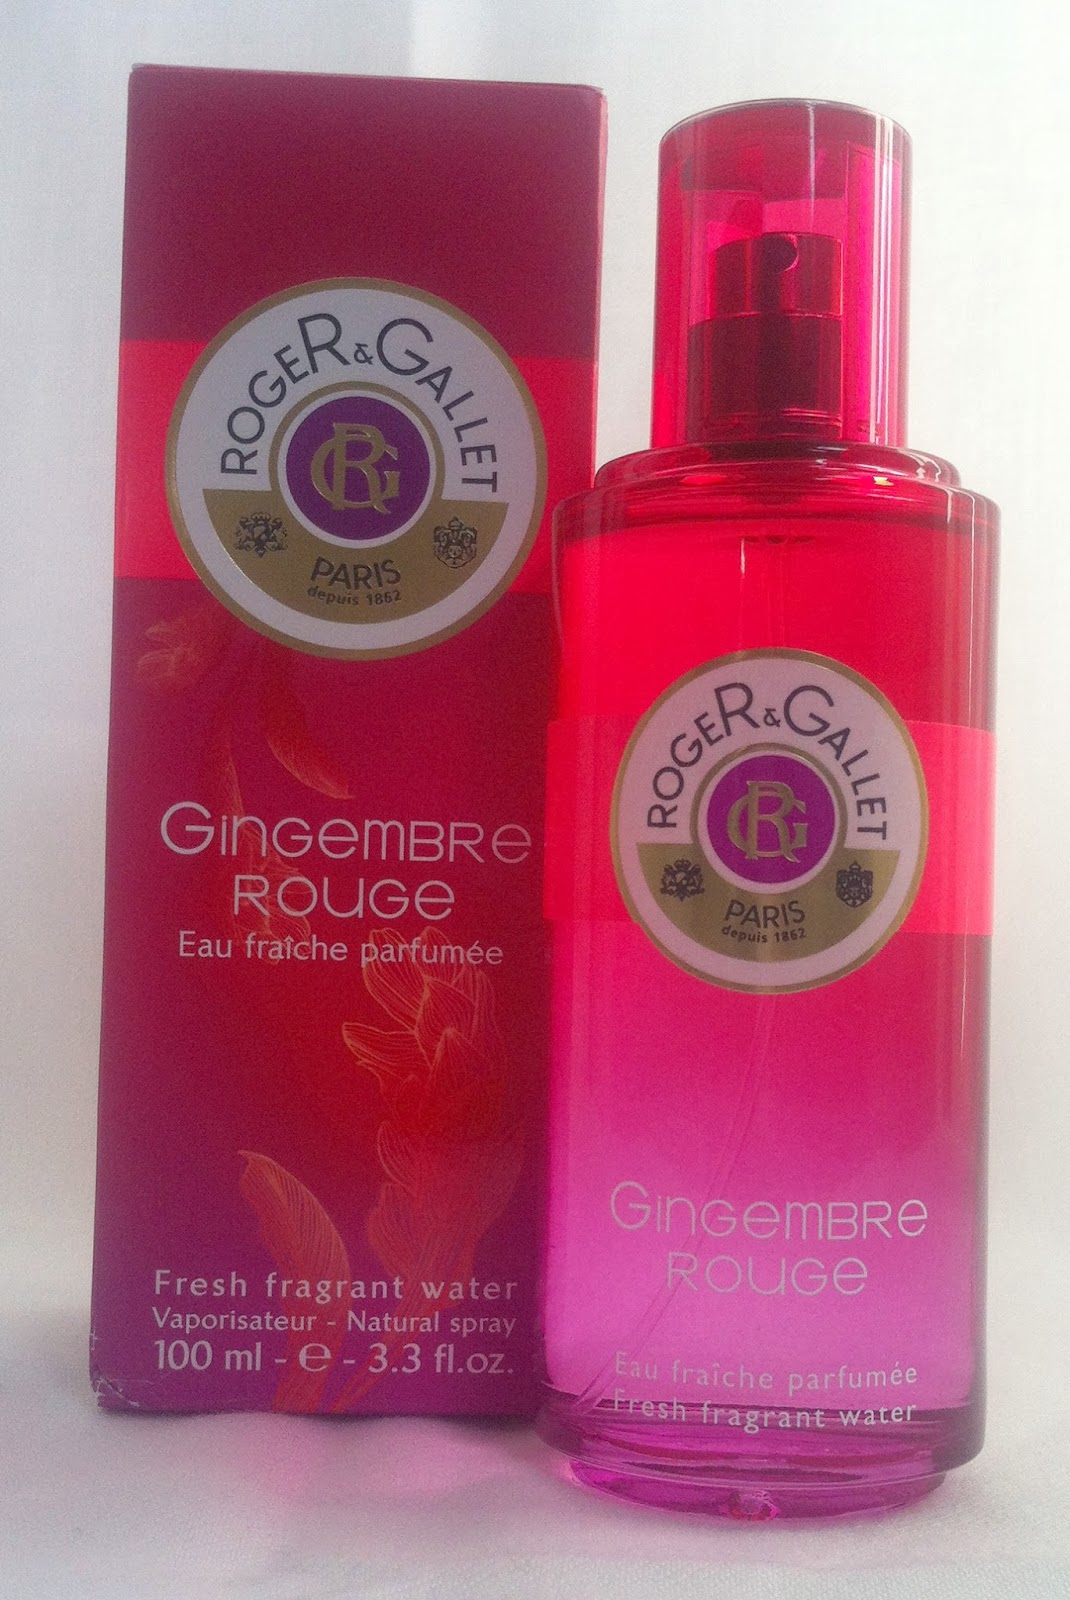 ROGER & GALLET
RG
PARIS
depuis 1862
GINGEMBRE
ROUGE
Eau fraîche parfumée
Fresh fragrant water
Vaporisateur - Natural spray
100 ml - e - 3.3 fl.oz.
ROGER & GALLET
RG
PARIS
depuis 1862
GINGEMBRE
ROUGE
Eau fraîche parfumée
Fresh fragrant water